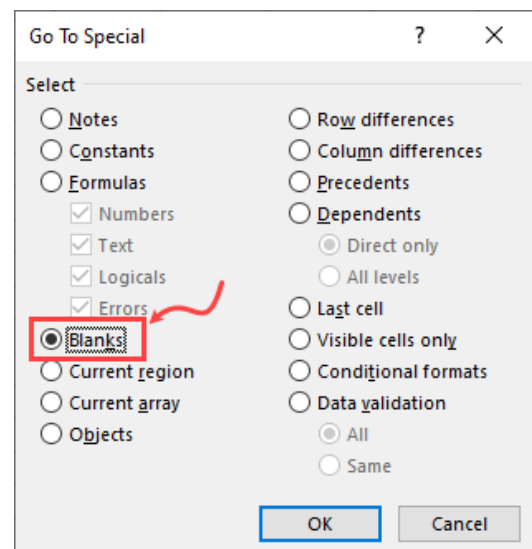 Go To Special ? ✕
Select
Notes
Constants
Formulas
Numbers
Text
Logicals
Errors
Blanks
Current region
Current array
Objects
Row differences
Column differences
Precedents
Dependents
Direct only
All levels
Last cell
Visible cells only
Conditional formats
Data validation
All
Same
OK Cancel